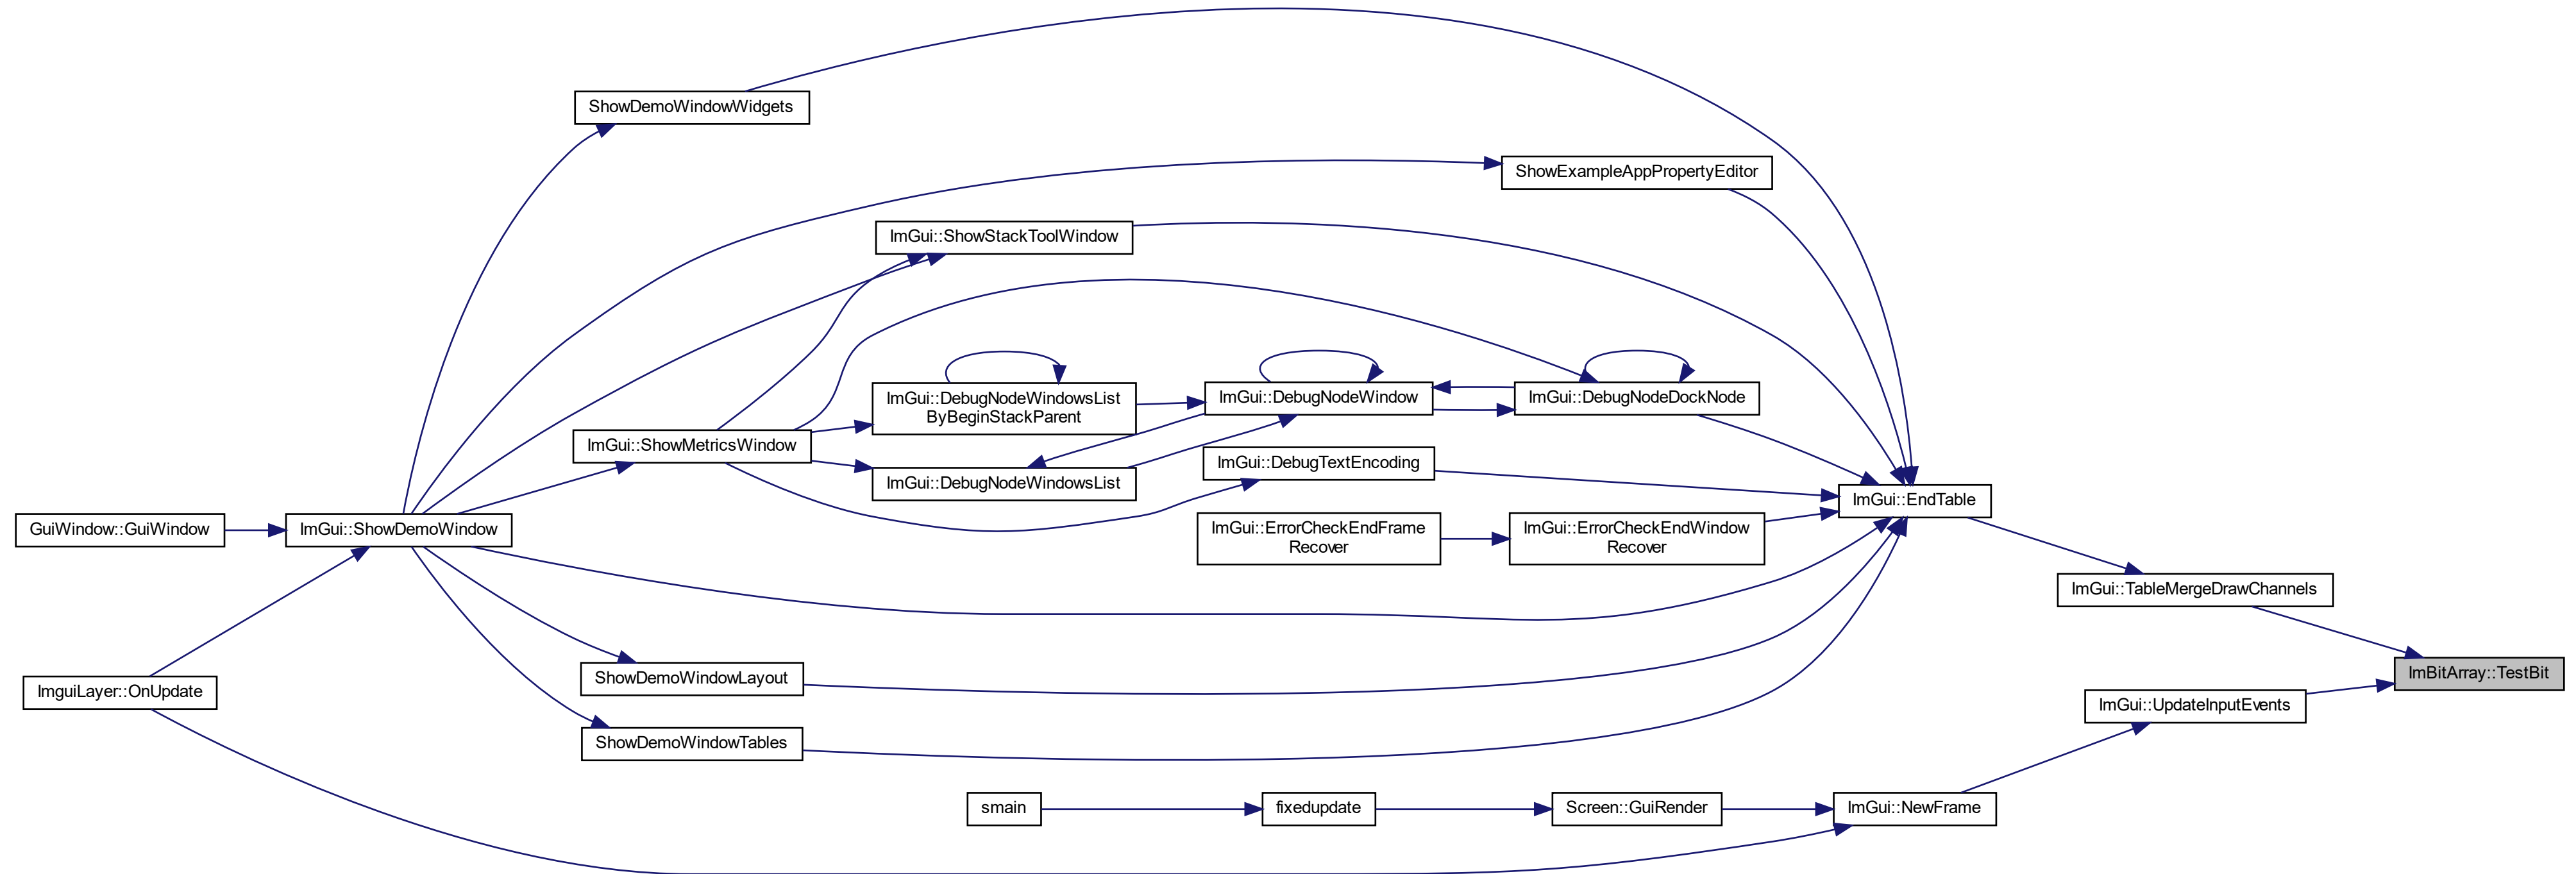 ShowDemoWindowWidgets
ShowExampleAppPropertyEditor
ImGui::ShowStackToolWindow
ImGui::DebugNodeWindowsList
ByBeginStackParent
ImGui::DebugNodeWindow
ImGui::DebugNodeDockNode
ImGui::ShowMetricsWindow
ImGui::DebugTextEncoding
ImGui::DebugNodeWindowsList
ImGui::EndTable
GuiWindow::GuiWindow
ImGui::ShowDemoWindow
ImGui::ErrorCheckEndFrame
Recover
ImGui::ErrorCheckEndWindow
Recover
ImGui::TableMergeDrawChannels
ImBitArray::TestBit
ImguiLayer::OnUpdate
ShowDemoWindowLayout
ImGui::UpdateInputEvents
ShowDemoWindowTables
smain
fixedupdate
Screen::GuiRender
ImGui::NewFrame